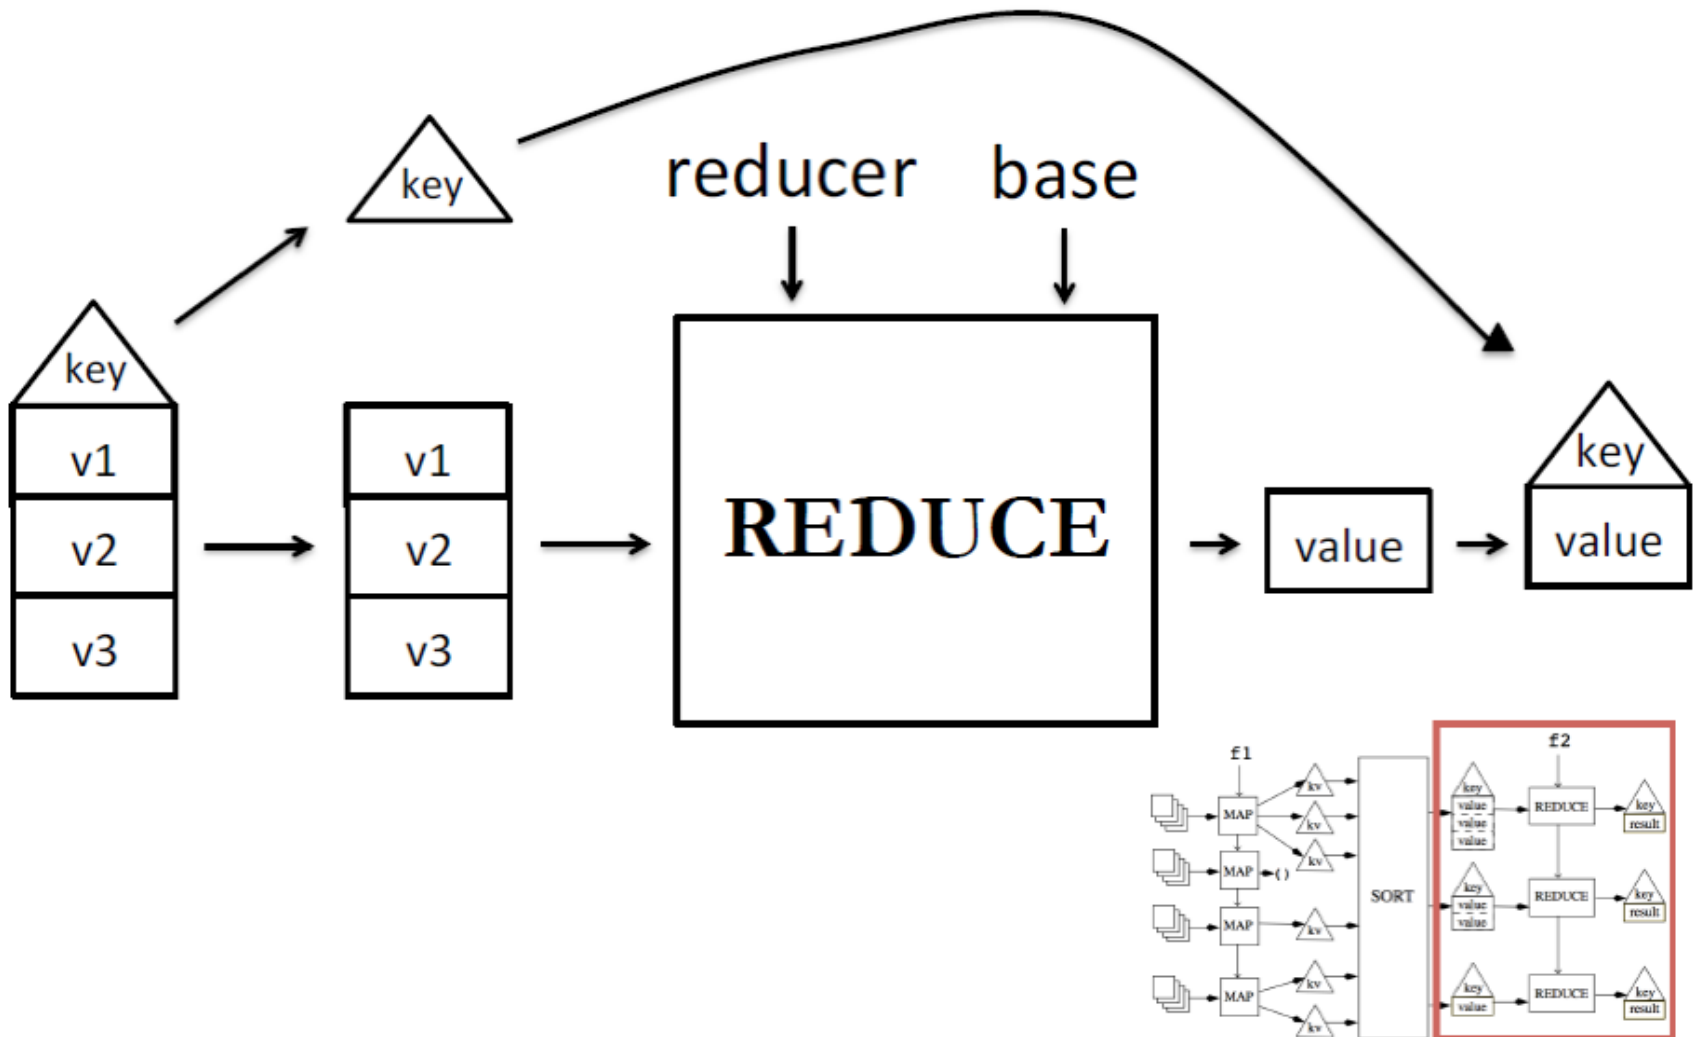 key
reducer base
key
v1
v2
v3
v1
v2
v3
REDUCE
value
key
value
f1
MAP
MAP
MAP
MAP
kv
kv
kv
()
kv
kv
kv
SORT
f2
key
value
value
value
REDUCE
key
result
key
value
value
REDUCE
key
result
key
value
REDUCE
key
result